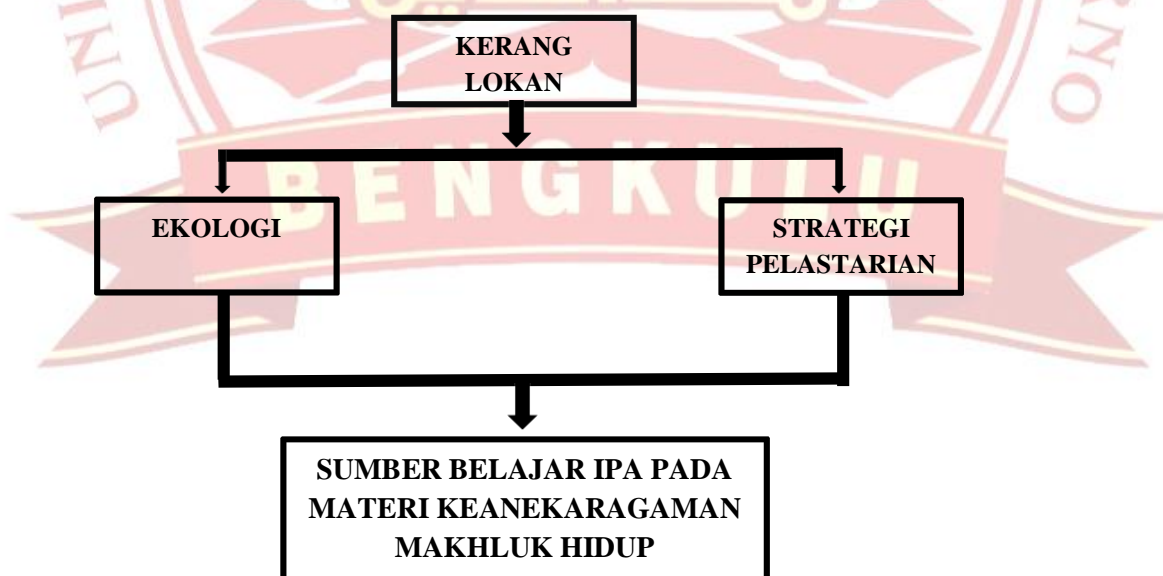 KERANG
LOKAN
BENGKULU
EKOLOGI
STRATEGI
PELASTARIAN
SUMBER BELAJAR IPA PADA
MATERI KEANEKARAGAMAN
MAKHLUK HIDUP